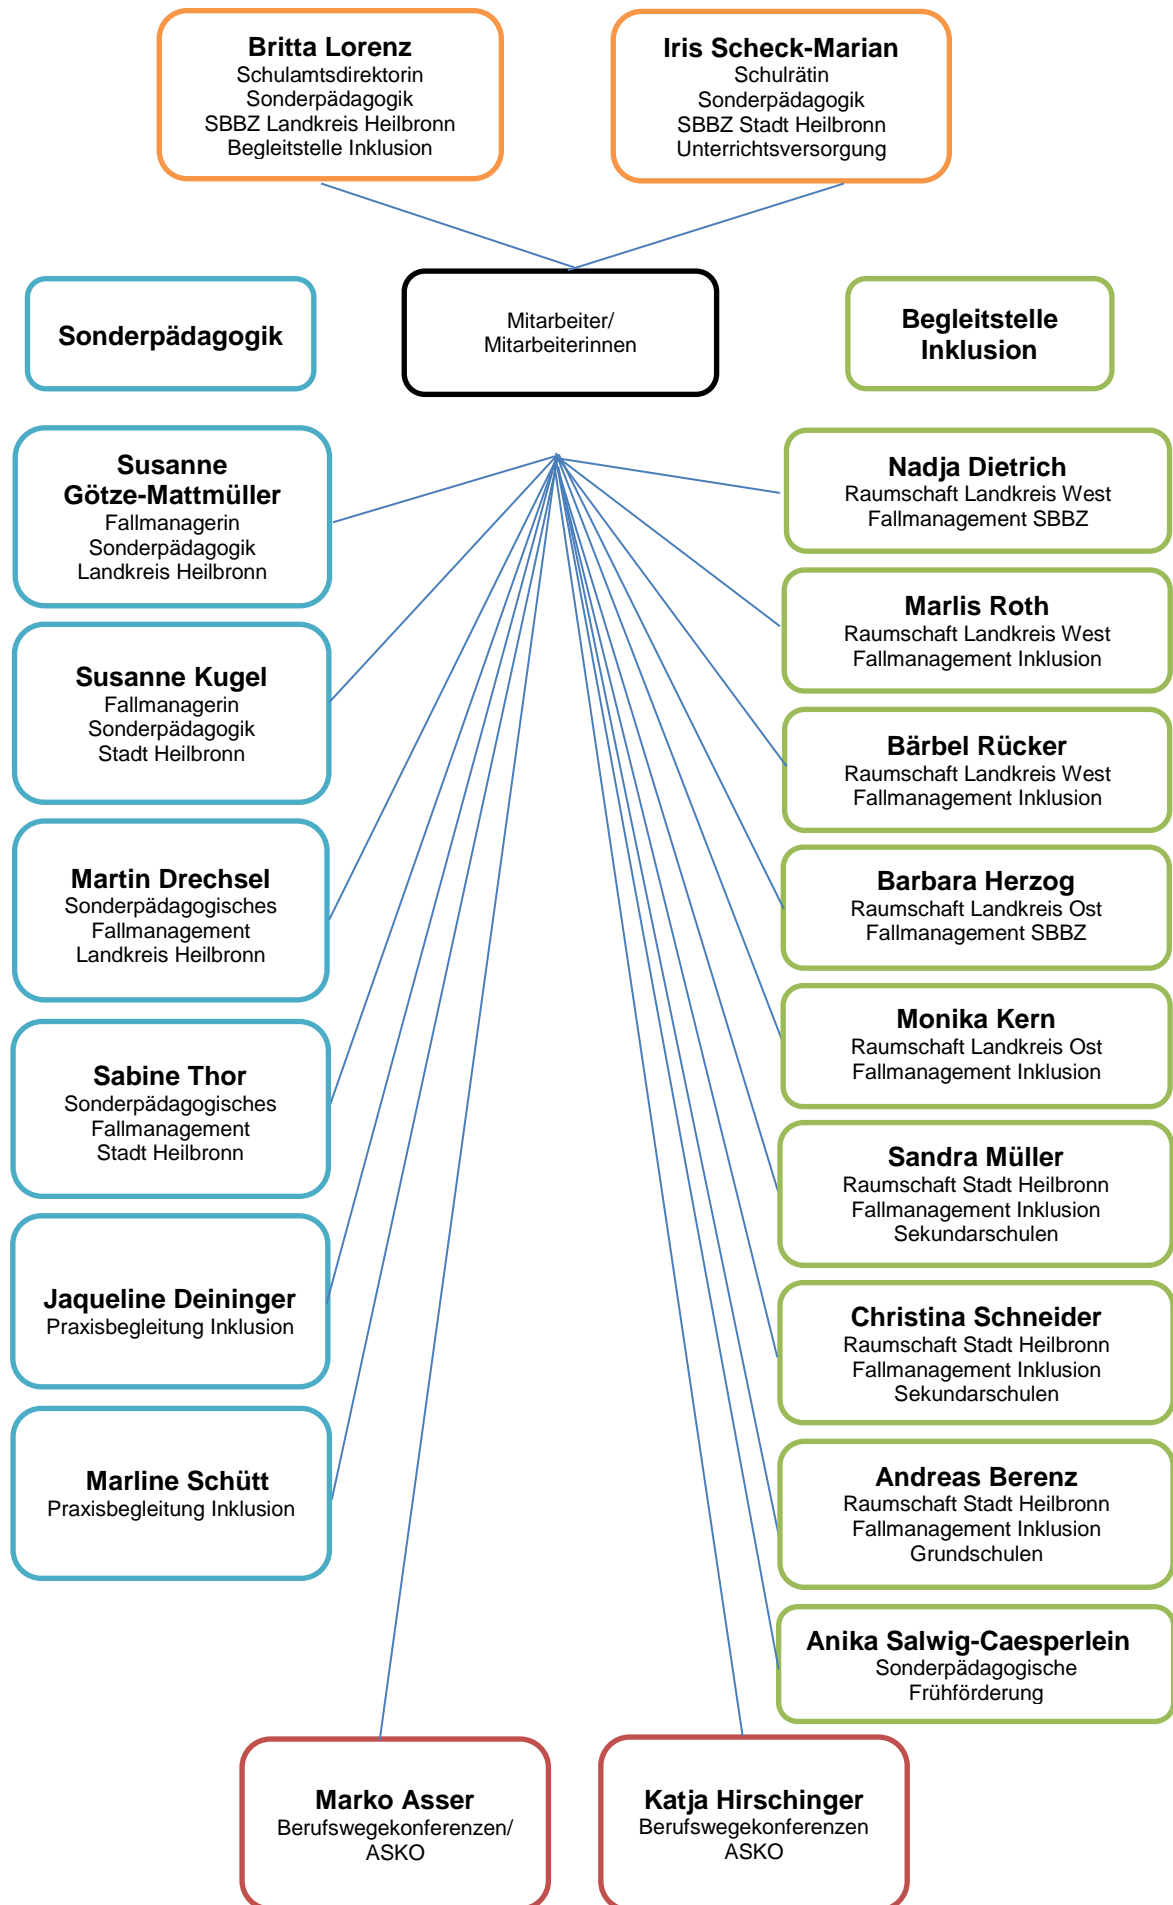 Britta Lorenz
Schulamtsdirektorin
Sonderpädagogik
SBBZ Landkreis Heilbronn
Begleitstelle Inklusion
Iris Scheck-Marian
Schulrätin
Sonderpädagogik
SBBZ Stadt Heilbronn
Unterrichtsversorgung
Sonderpädagogik
Mitarbeiter/
Mitarbeiterinnen
Begleitstelle
Inklusion
Susanne
Götze-Mattmüller
Fallmanagerin
Sonderpädagogik
Landkreis Heilbronn
Susanne Kugel
Fallmanagerin
Sonderpädagogik
Stadt Heilbronn
Martin Drechsel
Sonderpädagogisches
Fallmanagement
Landkreis Heilbronn
Sabine Thor
Sonderpädagogisches
Fallmanagement
Stadt Heilbronn
Jaqueline Deininger
Praxisbegleitung Inklusion
Marline Schütt
Praxisbegleitung Inklusion
Nadja Dietrich
Raumschaft Landkreis West
Fallmanagement SBBZ
Marlis Roth
Raumschaft Landkreis West
Fallmanagement Inklusion
Bärbel Rücker
Raumschaft Landkreis West
Fallmanagement Inklusion
Barbara Herzog
Raumschaft Landkreis Ost
Fallmanagement SBBZ
Monika Kern
Raumschaft Landkreis Ost
Fallmanagement Inklusion
Sandra Müller
Raumschaft Stadt Heilbronn
Fallmanagement Inklusion
Sekundarschulen
Christina Schneider
Raumschaft Stadt Heilbronn
Fallmanagement Inklusion
Sekundarschulen
Andreas Berenz
Raumschaft Stadt Heilbronn
Fallmanagement Inklusion
Grundschulen
Anika Salwig-Caesperlein
Sonderpädagogische
Frühförderung
Marko Asser
Berufswegekonferenzen/
ASKO
Katja Hirschinger
Berufswegekonferenzen
ASKO